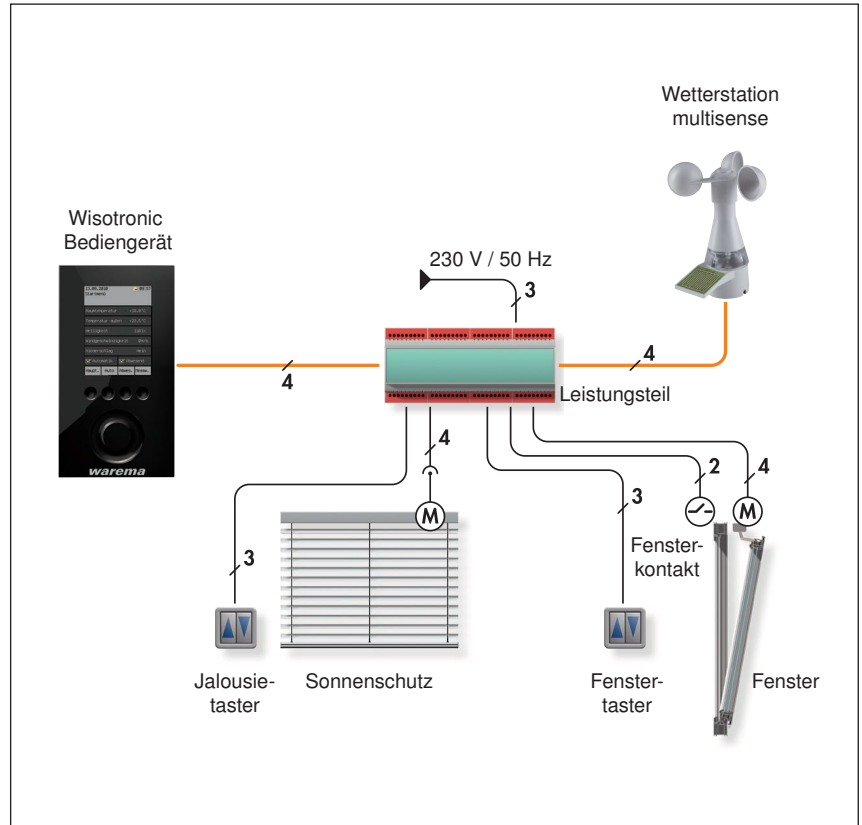 Wetterstation
multisense
Wisotronic
Bediengerät
230 V / 50 Hz
3
4
4
Leistungsteil
4
2
4
3
3
M
M
Fenster-
kontakt
warema
Jalousie-
taster
Sonnenschutz
Fenster-
taster
Fenster